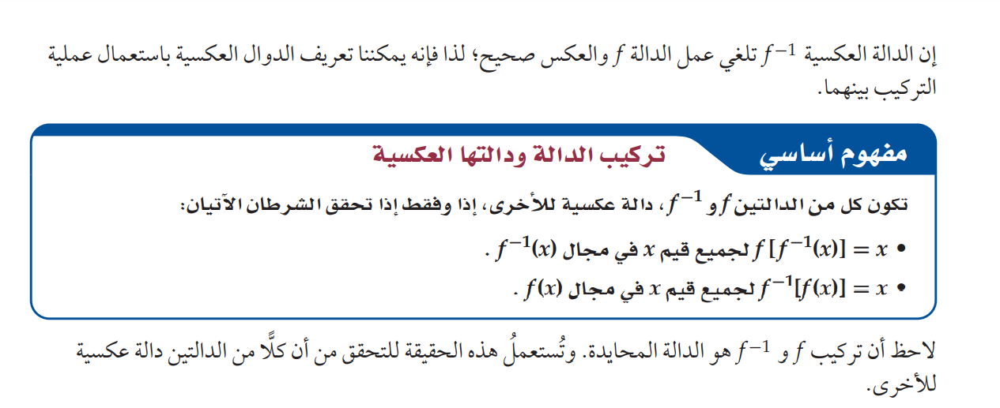 إن الدالة العكسية f⁻¹ تلغي عمل الدالة f والعكس صحيح؛ لذا فإنه يمكننا تعريف الدوال العكسية باستعمال عملية
التركيب بينهما.
مفهوم أساسي
تركيب الدالة ودالتها العكسية
تكون كل من الدالتين f و f⁻¹، دالة عكسية للأخرى، إذا وفقط إذا تحقق الشرطان الآتيان:
• f [f⁻¹(x)] = x لجميع قيم x في مجال f⁻¹(x) .
• f⁻¹[f(x)] = x لجميع قيم x في مجال f(x) .
لاحظ أن تركيب f و f⁻¹ هو الدالة المحايدة. وتُستعملُ هذه الحقيقة للتحقق من أن كلًّا من الدالتين دالة عكسية
للأخرى.